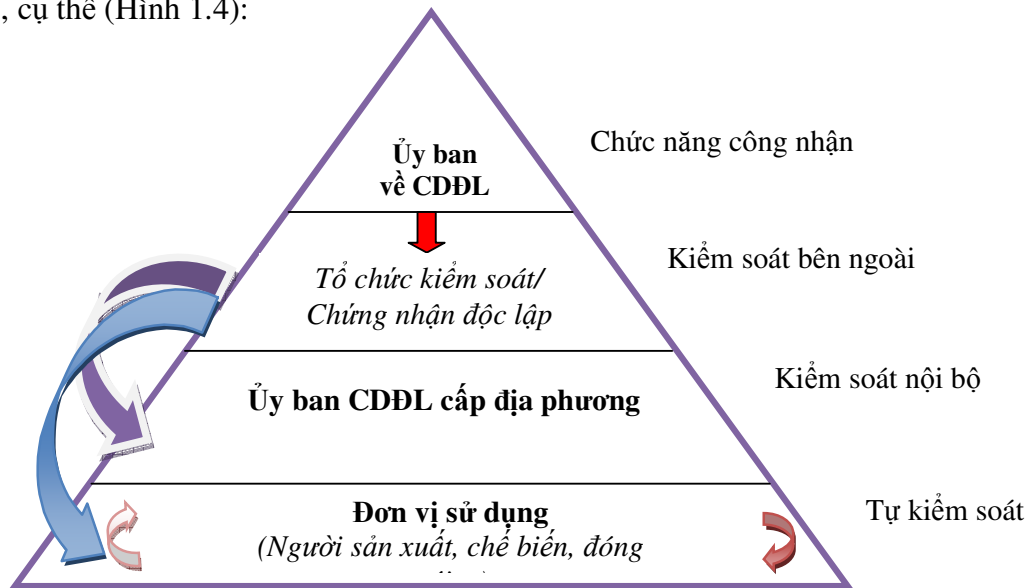 , cụ thể (Hình 1.4):
Chức năng công nhận
Ủy ban
về CDĐL
Kiểm soát bên ngoài
Tổ chức kiểm soát/
Chứng nhận độc lập
Kiểm soát nội bộ
Ủy ban CDĐL cấp địa phương
Tự kiểm soát
Đơn vị sử dụng
(Người sản xuất, chế biến, đóng